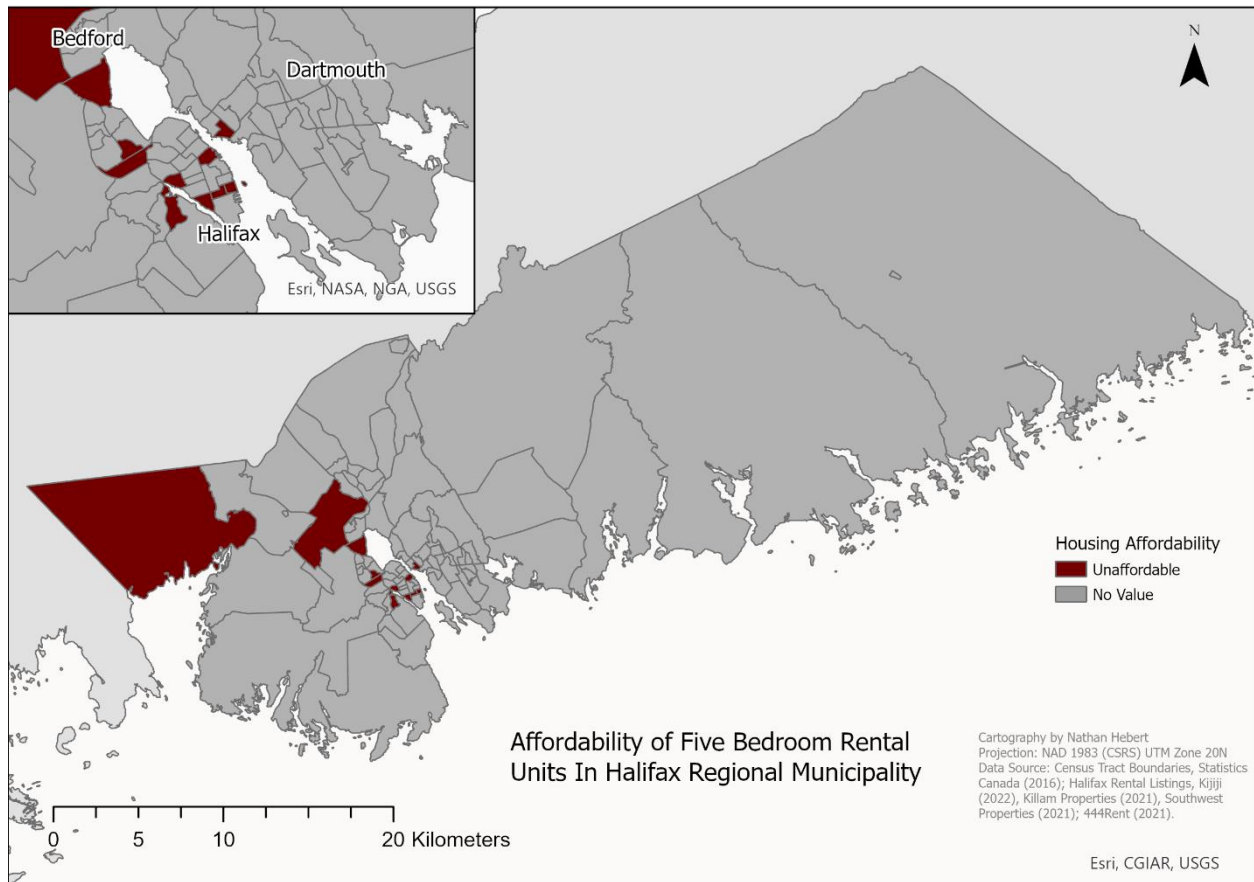 Bedford
Dartmouth
Halifax
Esri, NASA, NGA, USGS
N
Housing Affordability
Unaffordable
No Value
Affordability of Five Bedroom Rental
Units In Halifax Regional Municipality
Cartography by Nathan Hebert
Projection: NAD 1983 (CSRS) UTM Zone 20N
Data Source: Census Tract Boundaries, Statistics
Canada (2016); Halifax Rental Listings, Kijiji
(2022), Killam Properties (2021), Southwest
Properties (2021); 444Rent (2021).
0 5 10 20 Kilometers
Esri, CGIAR, USGS